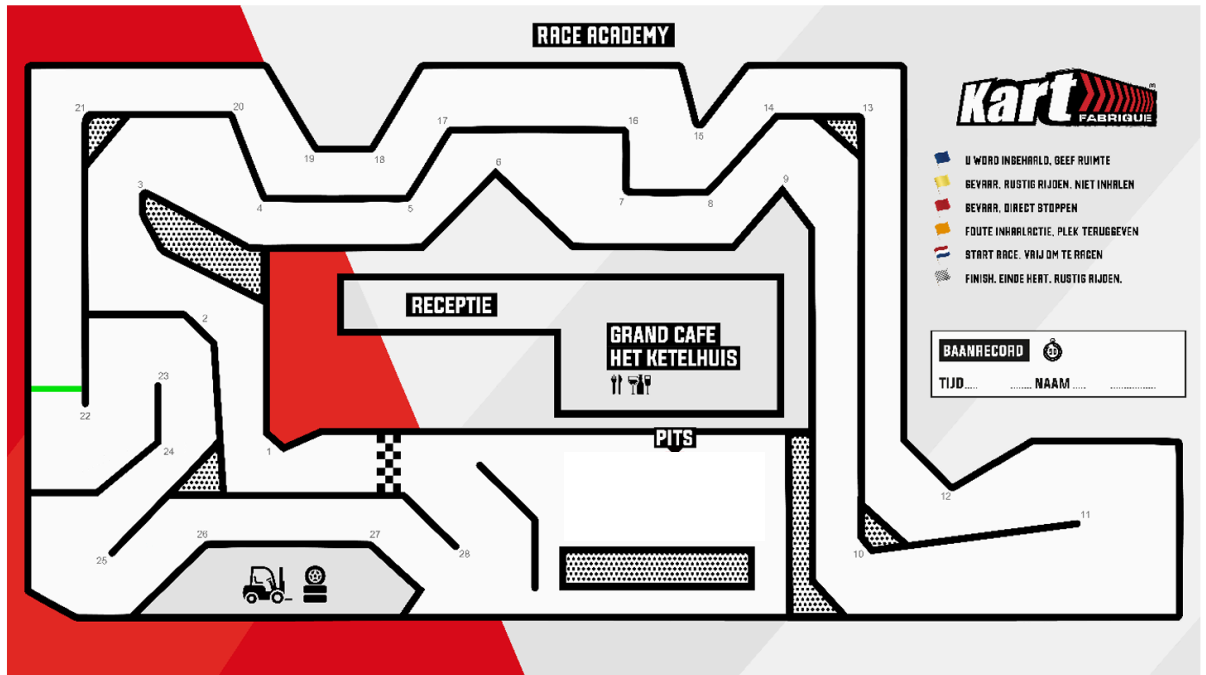 RACE ACADEMY
Kart
FABRIQUE
21
20
19
18
17
16
15
14
13
U WORD INGEHAALD, GEEF RUIMTE
GEVAAR, RUSTIG RIJDEN, NIET INHALEN
GEVAAR, DIRECT STOPPEN
FOUTE INHAALACTIE, PLEK TERUGGEVEN
START RACE, VRIJ OM TE RACEN
FINISH, EINDE HEAT, RUSTIG RIJDEN.
3
4
5
6
7
8
9
RECEPTIE
GRAND CAFE
HET KETELHUIS
BAANRECORD
TIJD..... ........ NAAM ..... ................
2
23
22
24
1
PITS
12
11
10
25
26
27
28